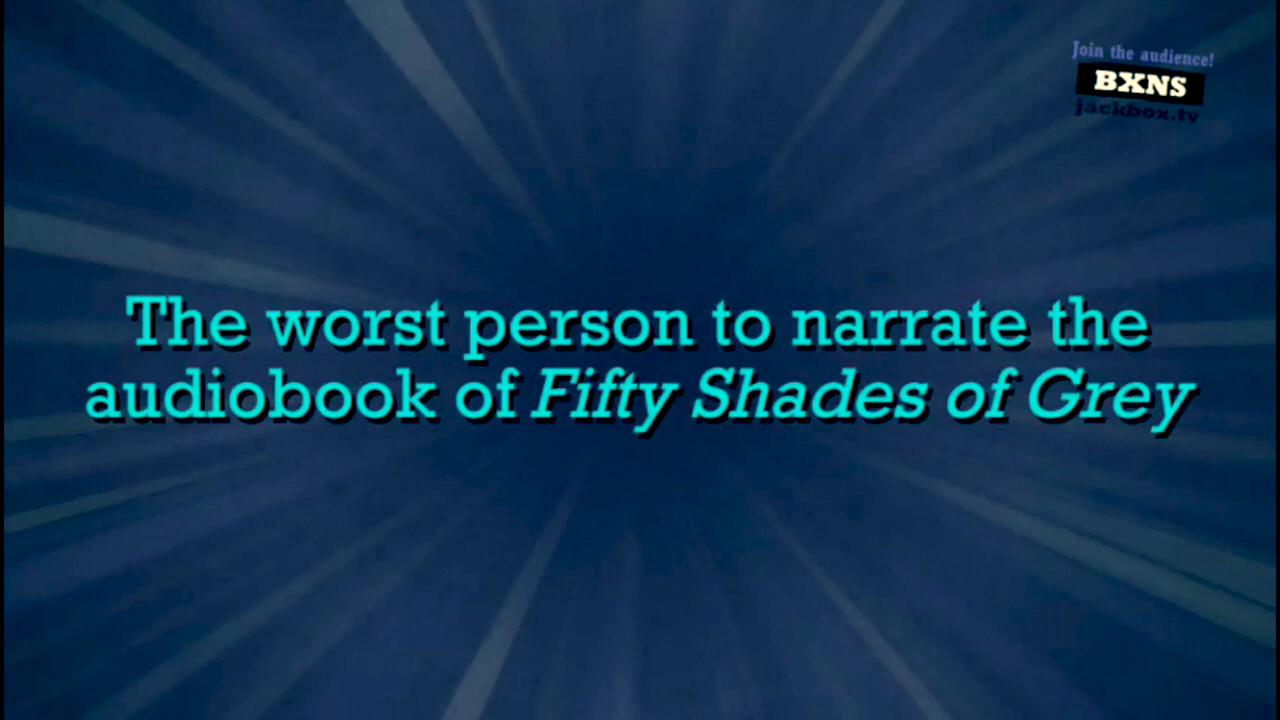 Join the audience!
BXNS
jackbox.tv
The worst person to narrate the
audiobook of Fifty Shades of Grey